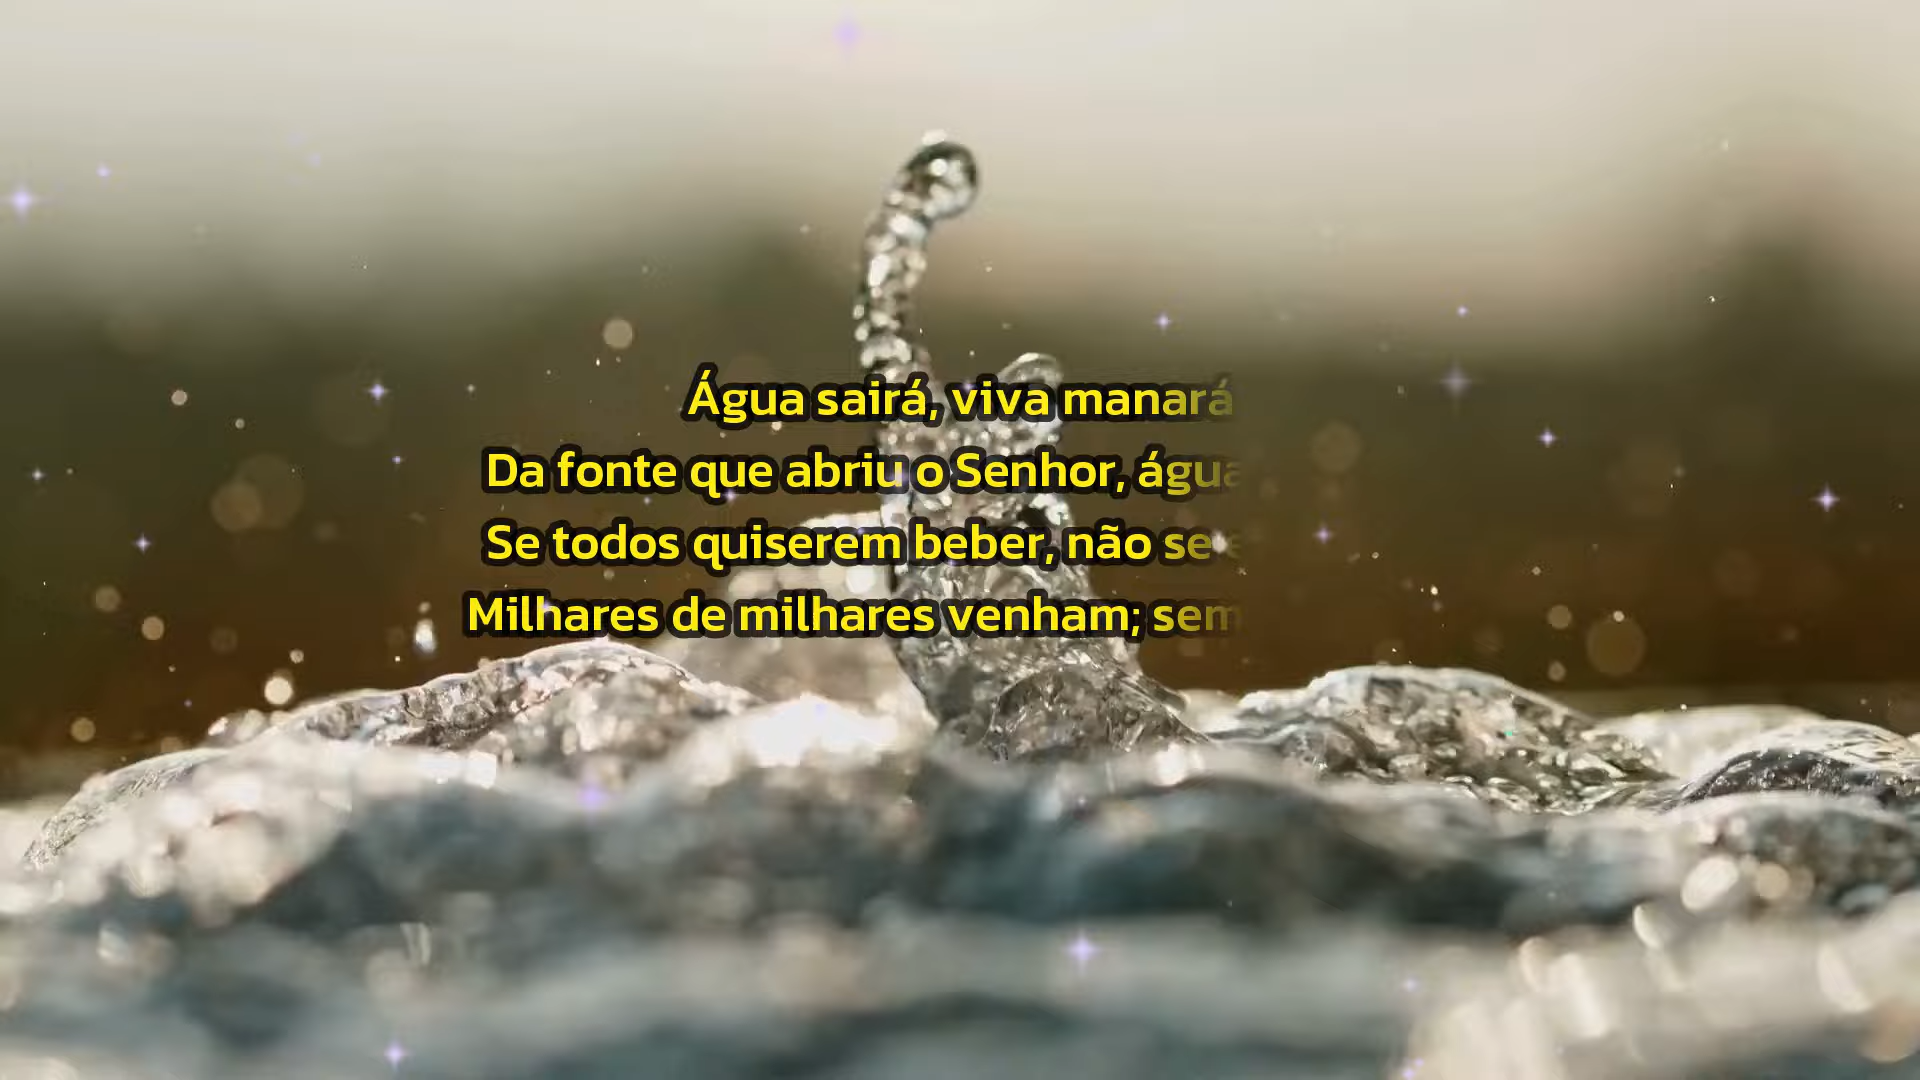 Água sairá, viva manará
Da fonte que abriu o Senhor, água
Se todos quiserem beber, não se
Milhares de milhares venham; sem